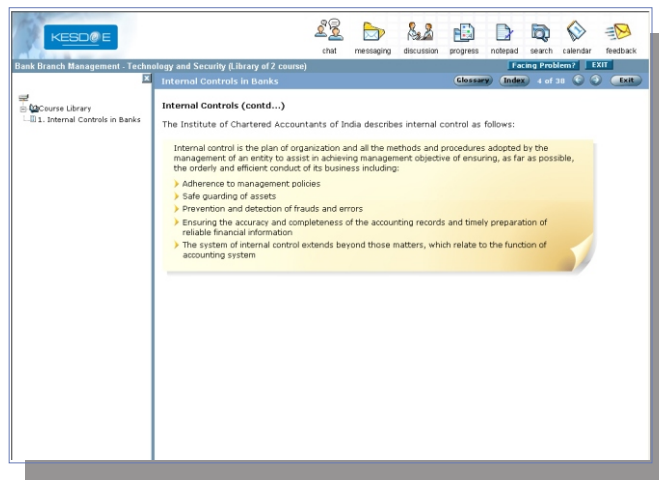 KESDEE
chat messaging discussion progress notepad search calendar feedback
Bank Branch Management - Technology and Security (Library of 2 course)
Facing Problem? EXIT
Internal Controls in Banks
Glossary Index 4 of 38 Exit
Course Library
1. Internal Controls in Banks
Internal Controls (contd...)
The Institute of Chartered Accountants of India describes internal control as follows:
Internal control is the plan of organization and all the methods and procedures adopted by the
management of an entity to assist in achieving management objective of ensuring, as far as possible,
the orderly and efficient conduct of its business including:
Adherence to management policies
Safe guarding of assets
Prevention and detection of frauds and errors
Ensuring the accuracy and completeness of the accounting records and timely preparation of
reliable financial information
The system of internal control extends beyond those matters, which relate to the function of
accounting system